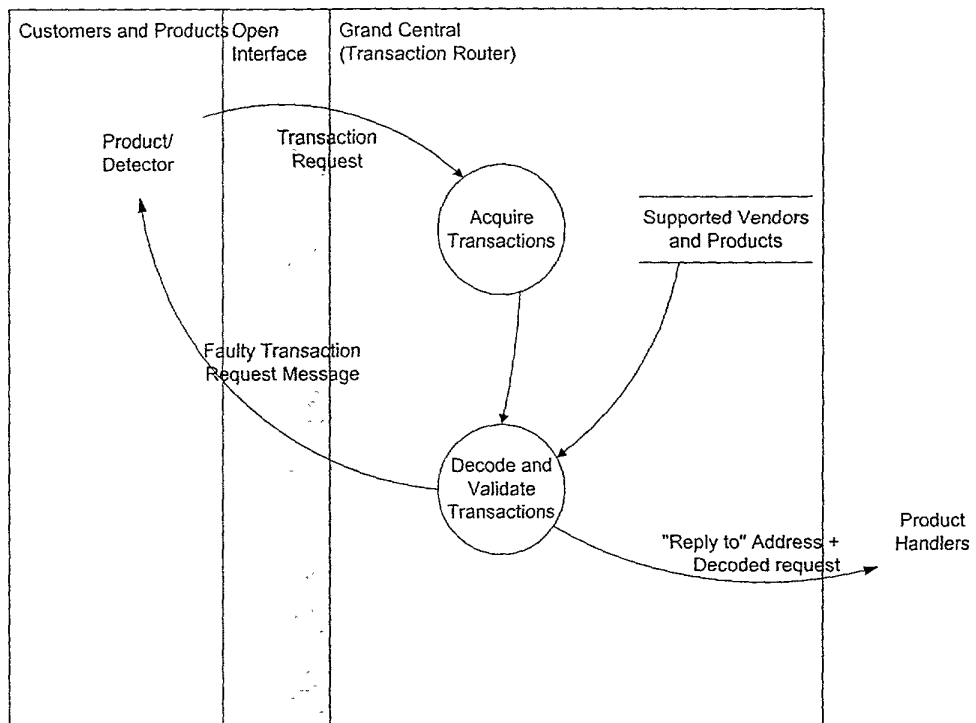 Customers and Products
Open
Interface
Grand Central
(Transaction Router)
Product/
Detector
Transaction
Request
Acquire
Transactions
Supported Vendors
and Products
Faulty Transaction
Request Message
Decode and
Validate
Transactions
"Reply to" Address +
Decoded request
Product
Handlers